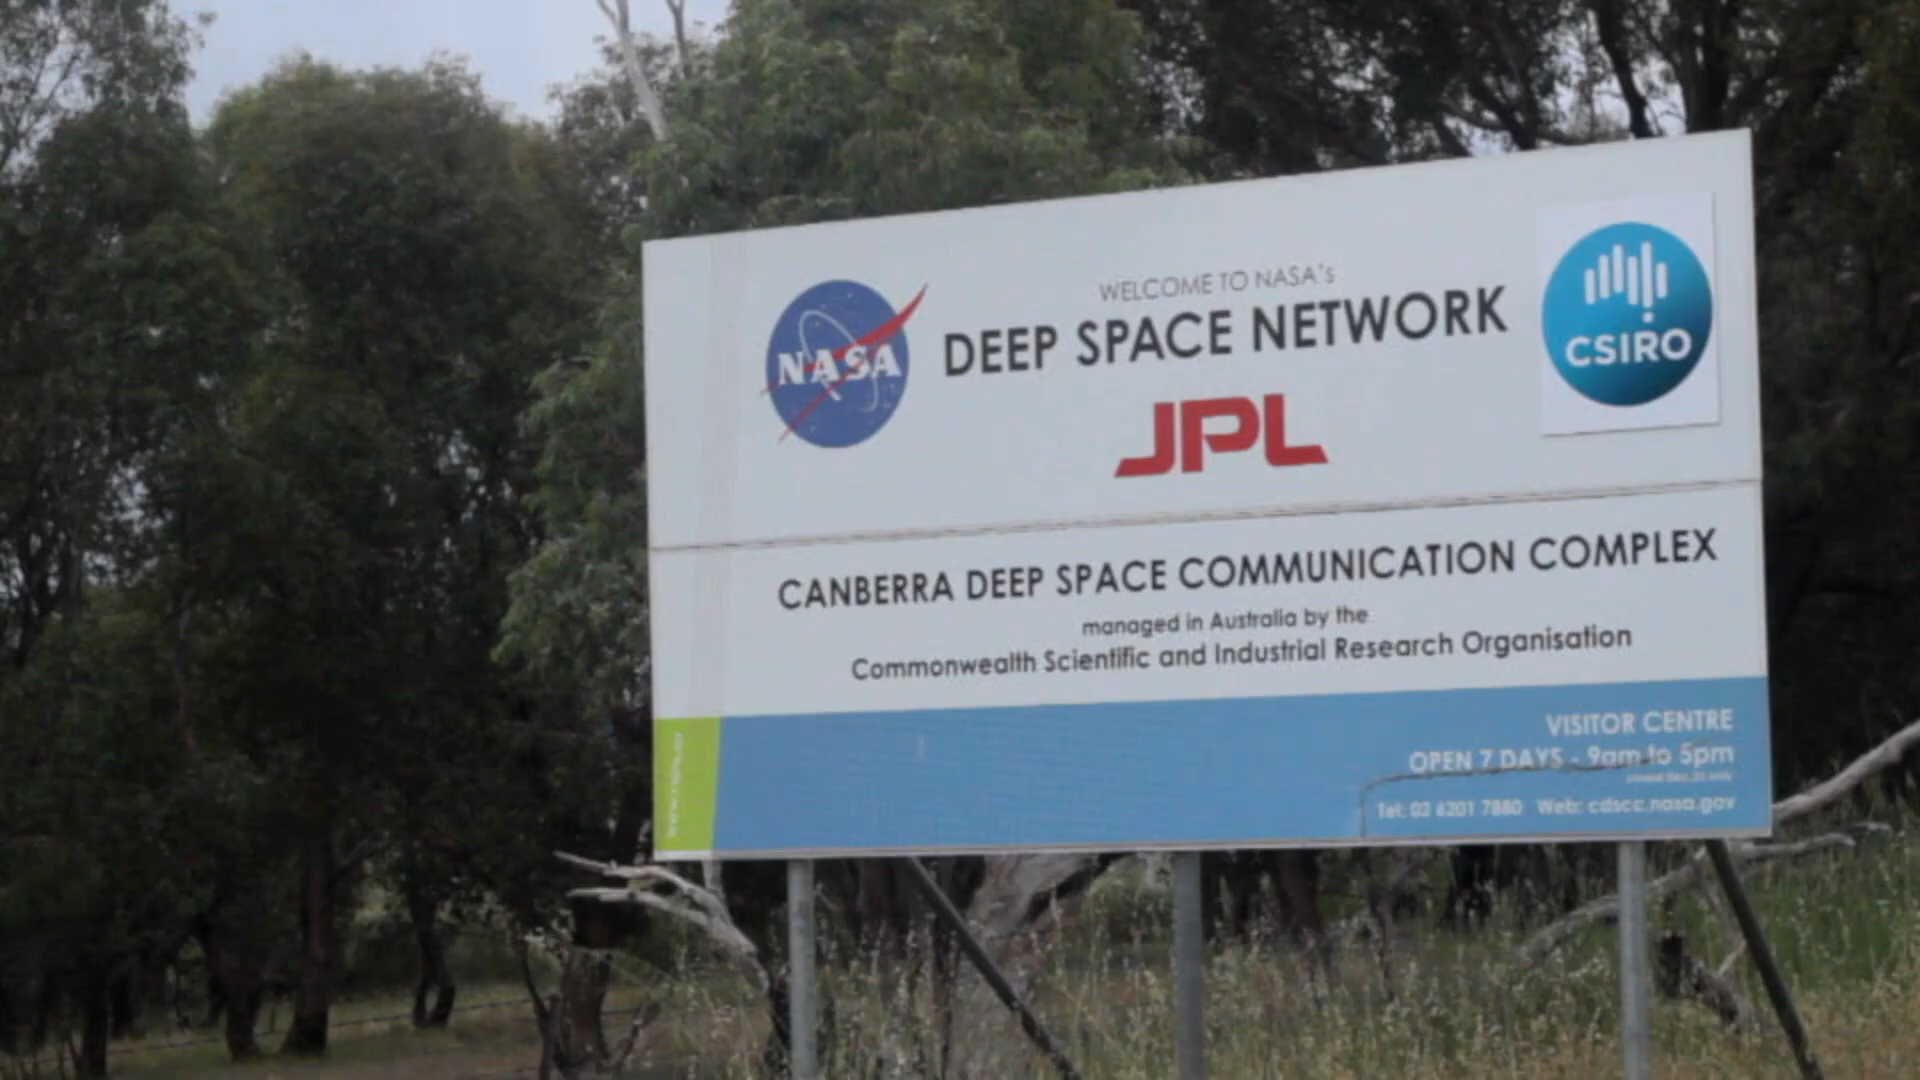 WELCOME TO NASA's
DEEP SPACE NETWORK
NASA
JPL
CSIRO
CANBERRA DEEP SPACE COMMUNICATION COMPLEX
managed in Australia by the
Commonwealth Scientific and Industrial Research Organisation
VISITOR CENTRE
OPEN 7 DAYS - 9am to 5pm
Tel: 02 6201 7880 Web: cdscc.nasa.gov